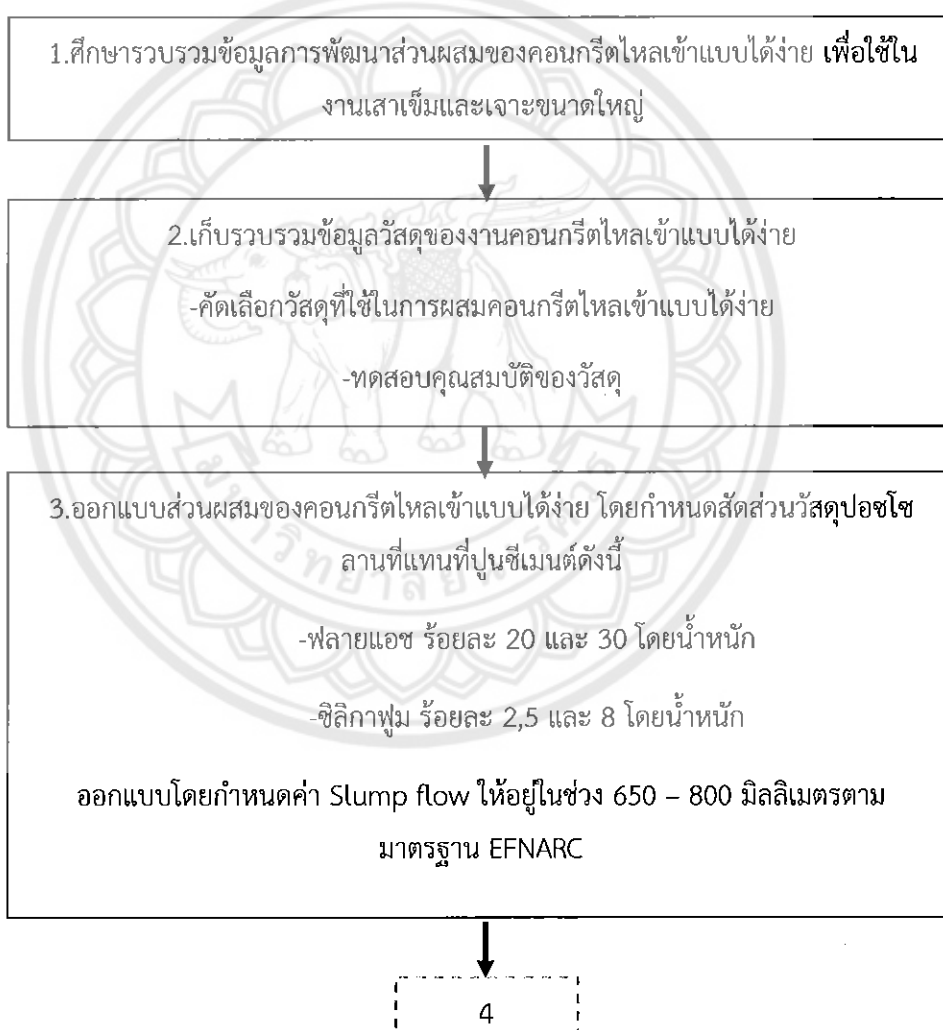 1.ศึกษารวบรวมข้อมูลการพัฒนาส่วนผสมของคอนกรีตไหลเข้าแบบได้ง่าย เพื่อใช้ใน
งานเสาเข็มและเจาะขนาดใหญ่
2.เก็บรวบรวมข้อมูลวัสดุของงานคอนกรีตไหลเข้าแบบได้ง่าย
-คัดเลือกวัสดุที่ใช้ในการผสมคอนกรีตไหลเข้าแบบได้ง่าย
-ทดสอบคุณสมบัติของวัสดุ
3.ออกแบบส่วนผสมของคอนกรีตไหลเข้าแบบได้ง่าย โดยกำหนดสัดส่วนวัสดุปอซโซ
ลานที่แทนที่ปูนซีเมนต์ดังนี้
-ฟลายแอช ร้อยละ 20 และ 30 โดยน้ำหนัก
-ซิลิกาฟูม ร้อยละ 2,5 และ 8 โดยน้ำหนัก
ออกแบบโดยกำหนดค่า Slump flow ให้อยู่ในช่วง 650 – 800 มิลลิเมตรตาม
มาตรฐาน EFNARC
4